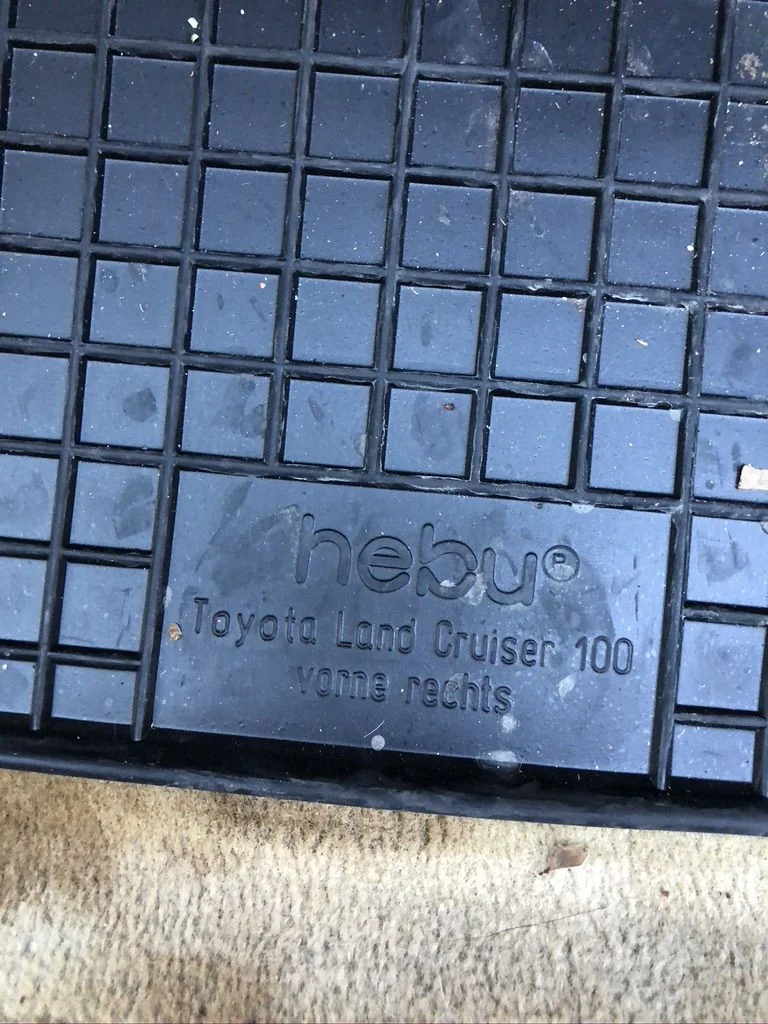 hebu®
Toyota Land Cruiser 100
vorne rechts